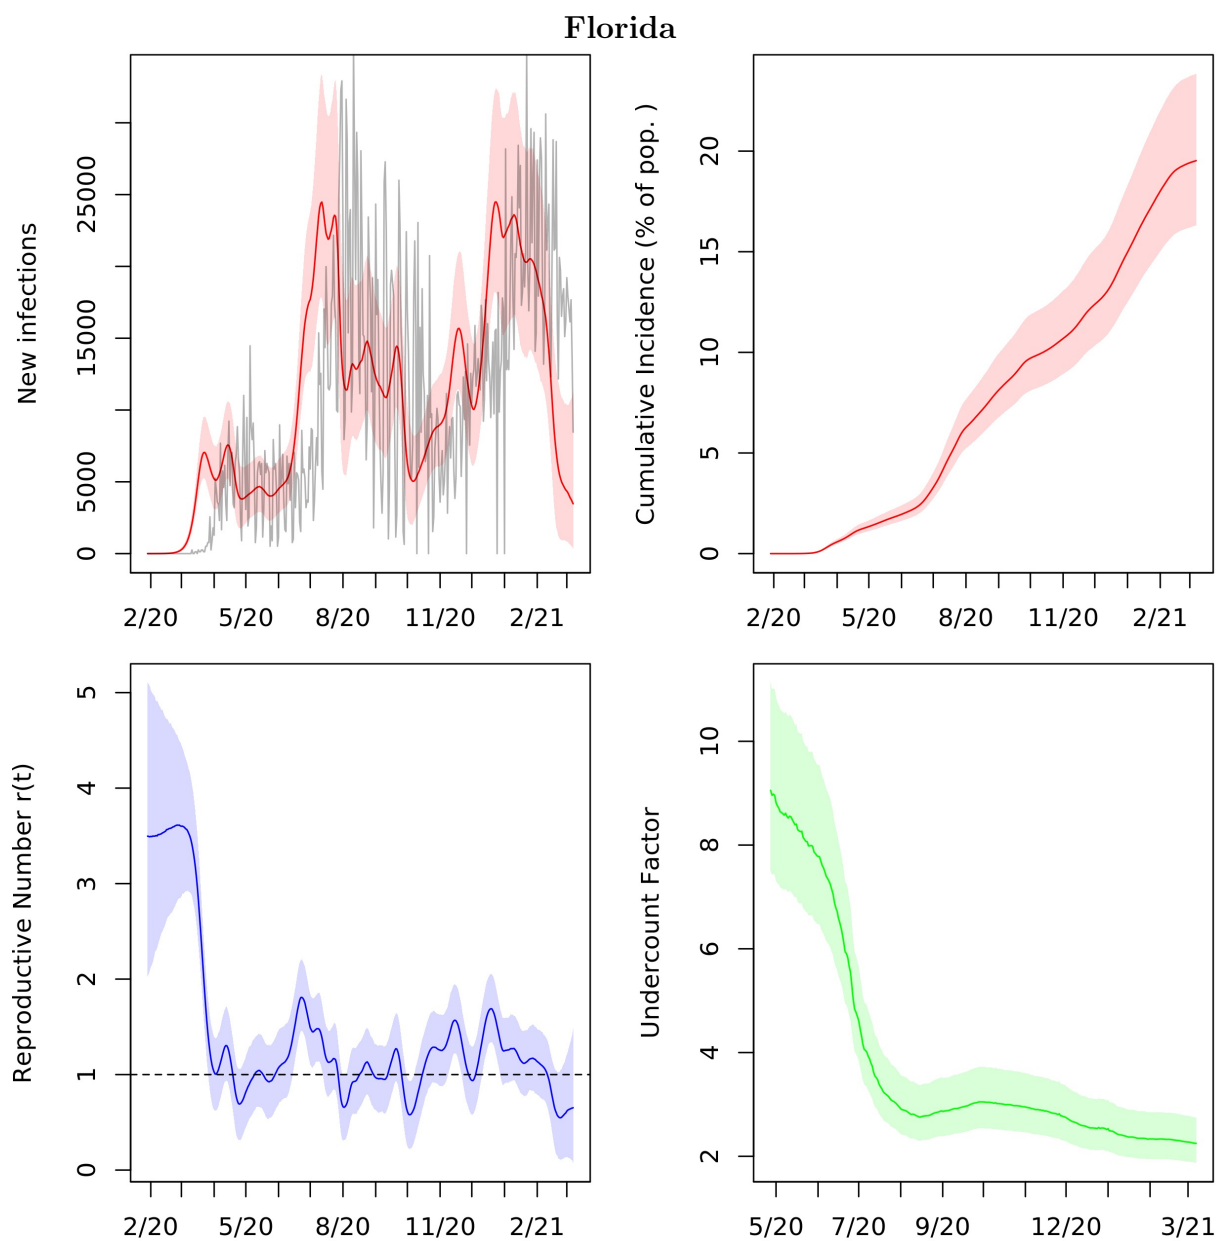 Florida
New infections
0
5000
15000
25000
2/20 5/20 8/20 11/20 2/21
Cumulative Incidence (% of pop. )
0
5
10
15
20
2/20 5/20 8/20 11/20 2/21
Reproductive Number r(t)
0
1
2
3
4
5
2/20 5/20 8/20 11/20 2/21
Undercount Factor
2
4
6
8
10
5/20 7/20 9/20 12/20 3/21